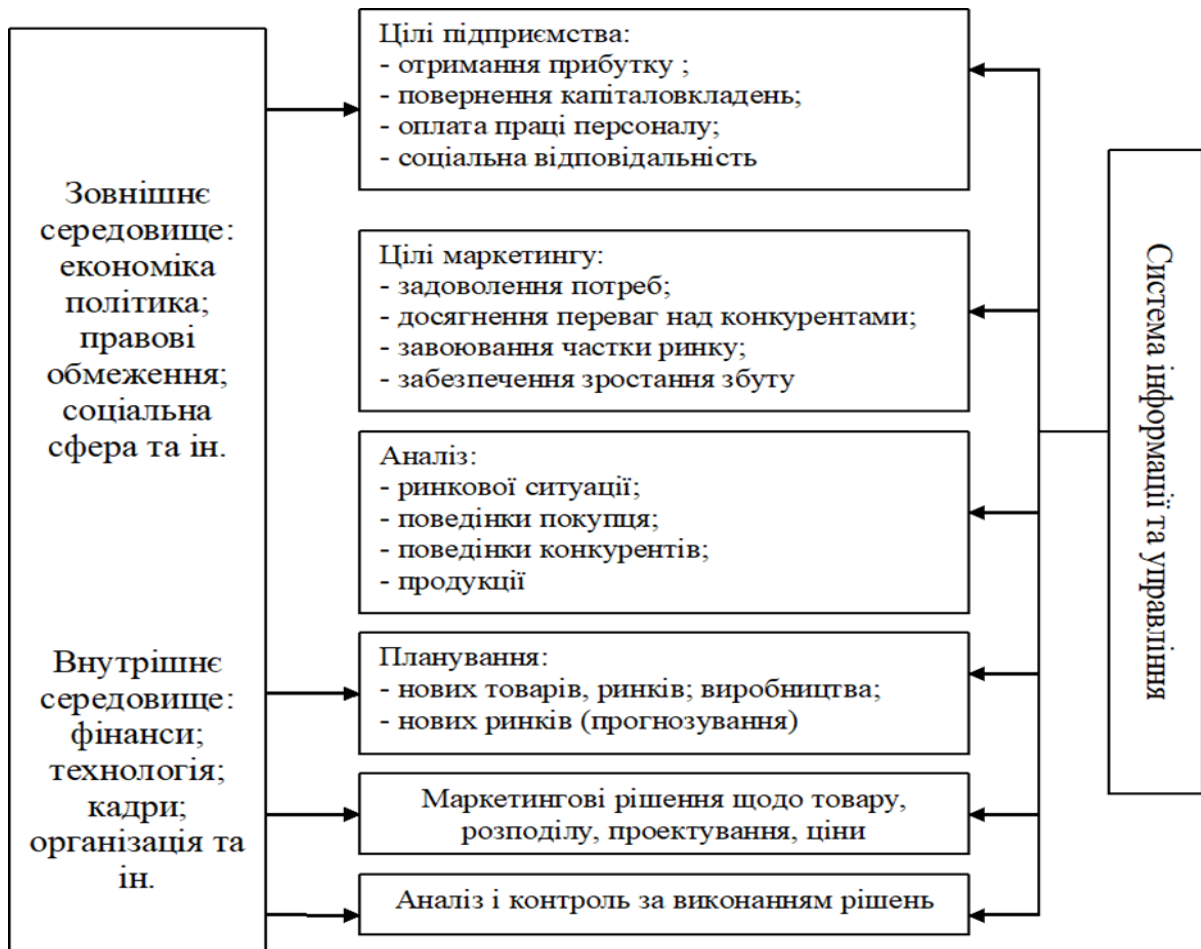 Зовнішнє
середовище:
економіка
політика;
правові
обмеження;
соціальна
сфера та ін.
Внутрішнє
середовище:
фінанси;
технологія;
кадри;
організація та
ін.
Цілі підприємства:
- отримання прибутку ;
- повернення капіталовкладень;
- оплата праці персоналу;
- соціальна відповідальність
Цілі маркетингу:
- задоволення потреб;
- досягнення переваг над конкурентами;
- завоювання частки ринку;
- забезпечення зростання збуту
Аналіз:
- ринкової ситуації;
- поведінки покупця;
- поведінки конкурентів;
- продукції
Планування:
- нових товарів, ринків; виробництва;
- нових ринків (прогнозування)
Маркетингові рішення щодо товару,
розподілу, проектування, ціни
Аналіз і контроль за виконанням рішень
Система інформації та управління